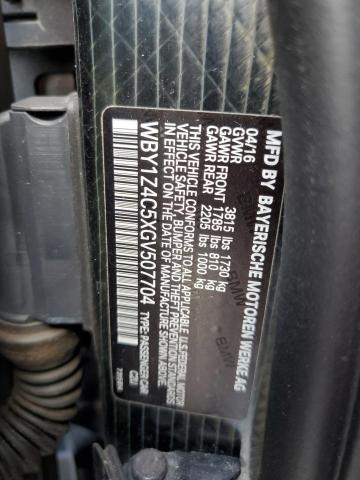 MFD BY BAYERISCHE MOTOREN WERKE AG
04/16
GVWR 3815 lbs 1730 kg
GAWR FRONT 1785 lbs 810 kg
GAWR REAR 2205 lbs 1000 kg
THIS VEHICLE CONFORMS TO ALL APPLICABLE U.S. FEDERAL MOTOR
VEHICLE SAFETY, BUMPER AND THEFT PREVENTION STANDARDS
IN EFFECT ON THE DATE OF MANUFACTURE SHOWN ABOVE.
WBY1Z4C5XGV507704 TYPE: PASSENGER CAR